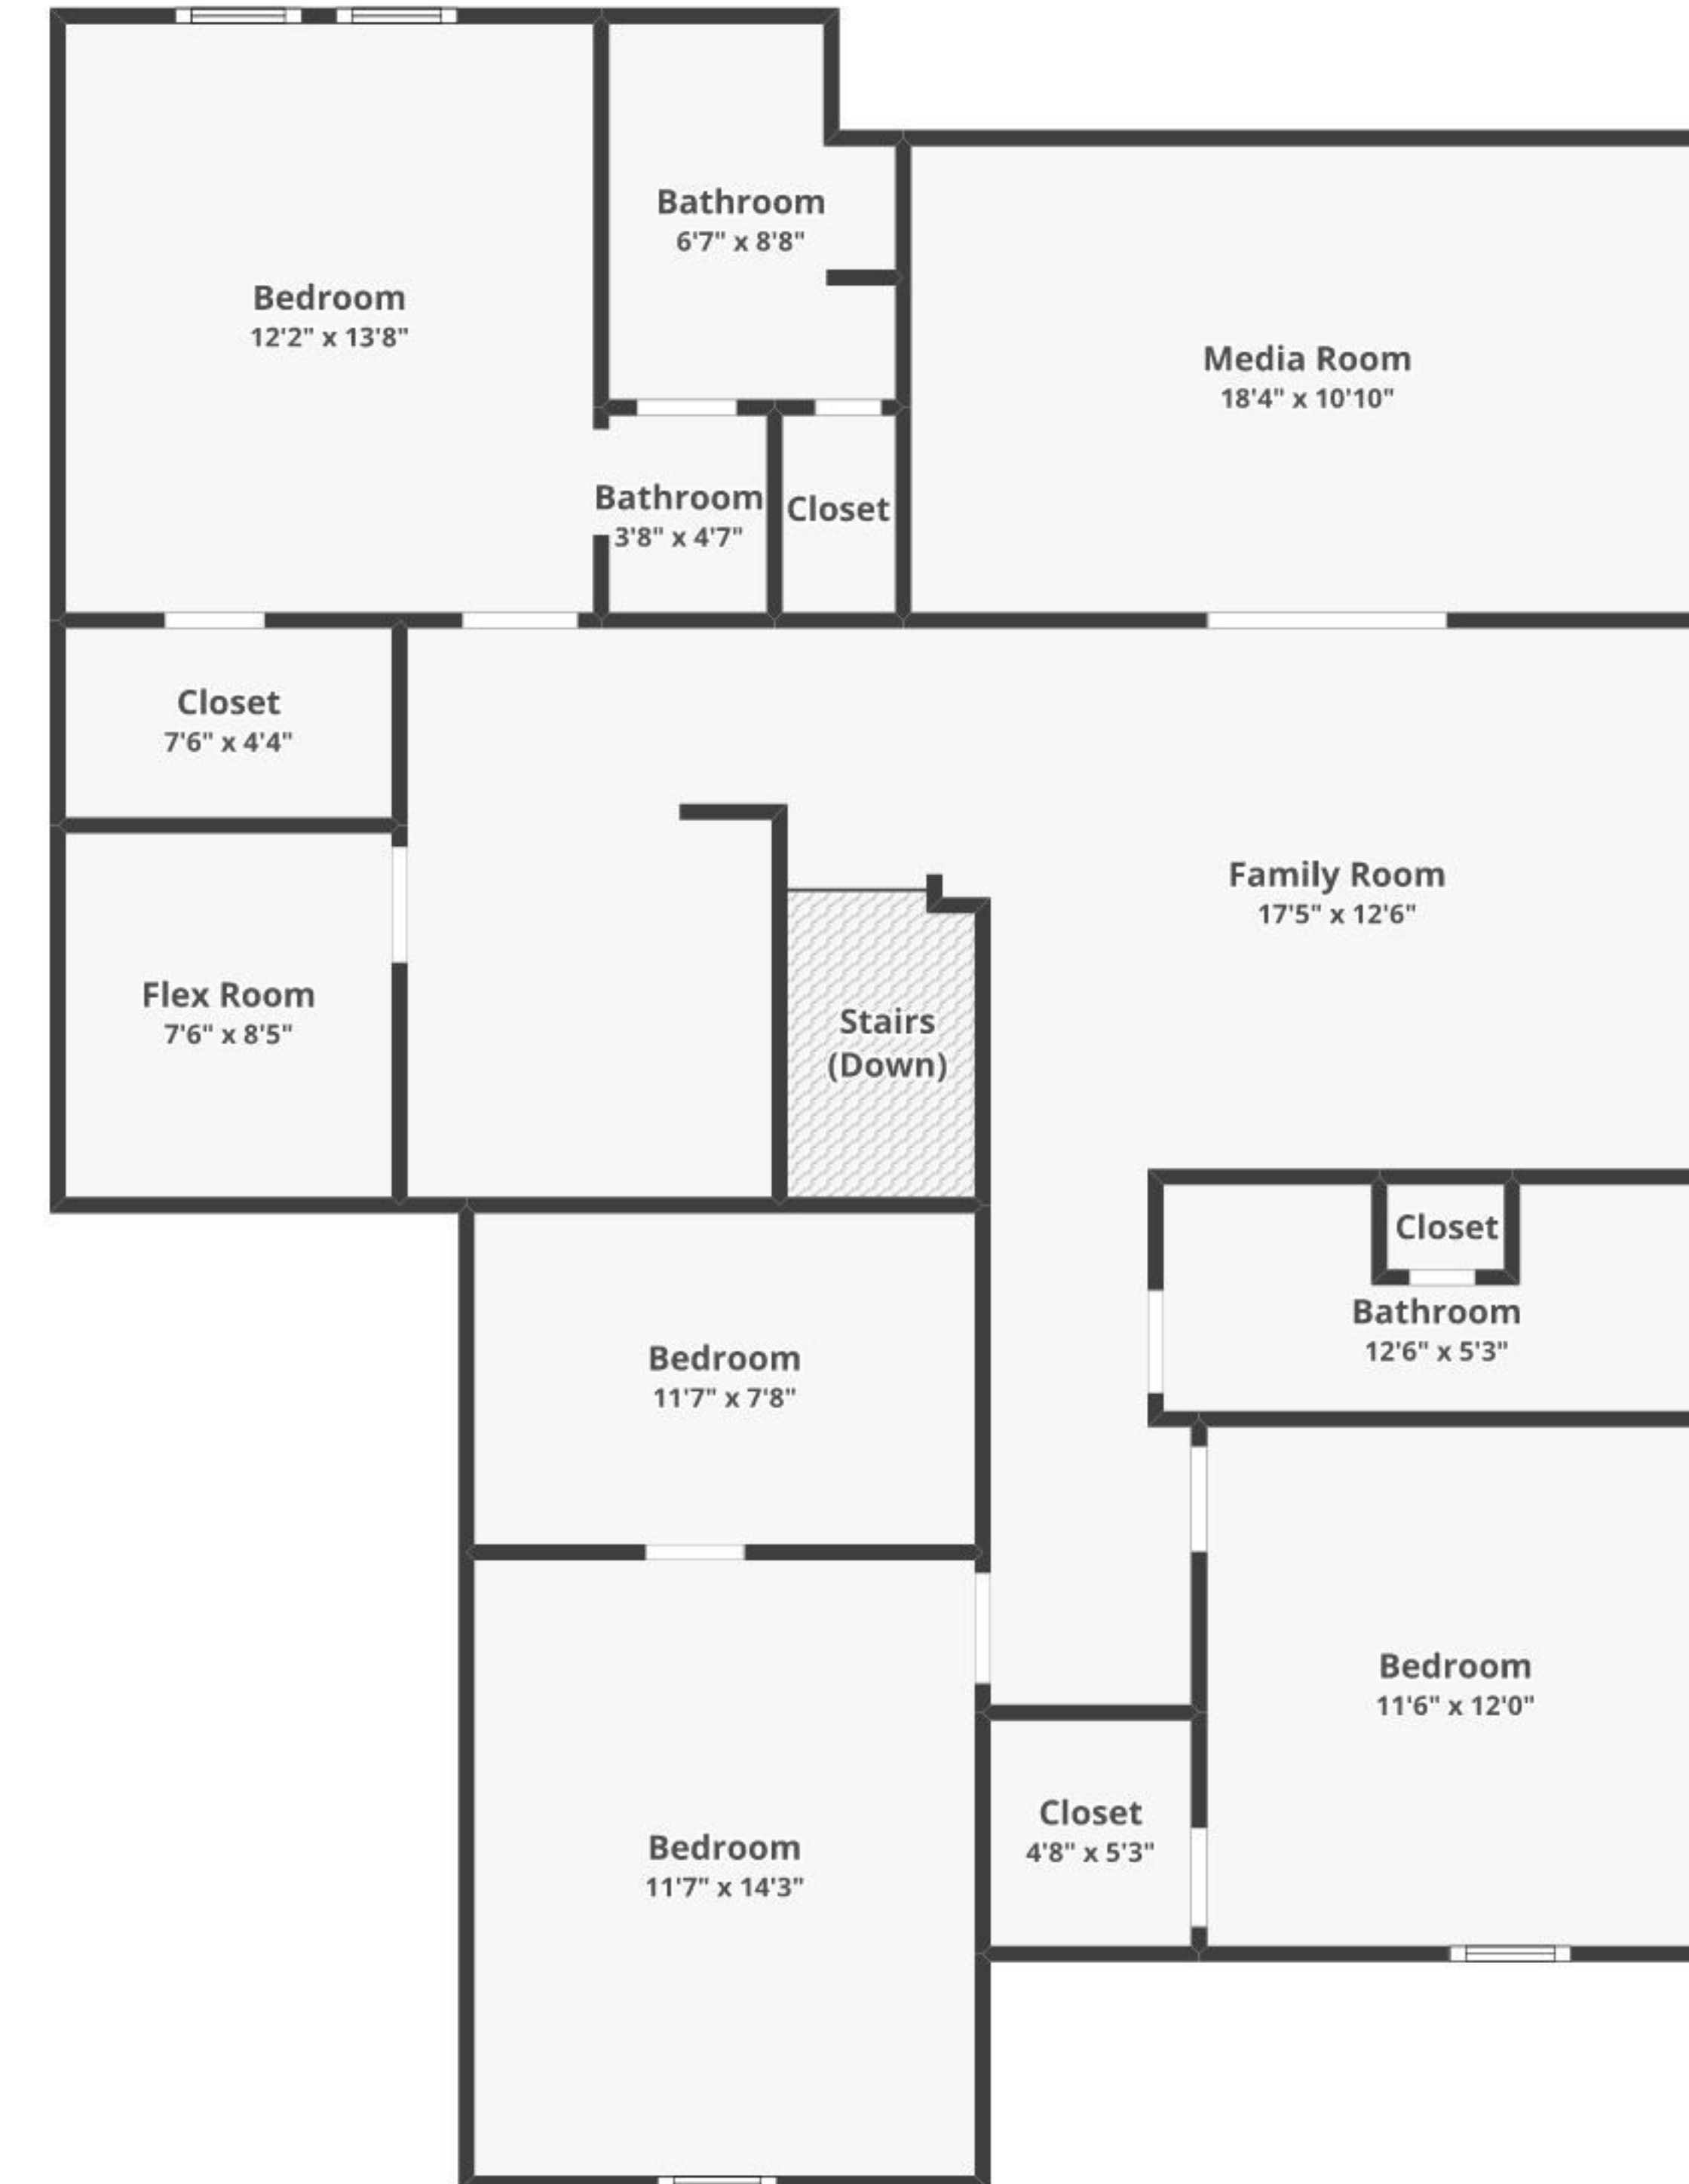 Bathroom
6'7" x 8'8"
Bedroom
12'2" x 13'8"
Media Room
18'4" x 10'10"
Bathroom
3'8" x 4'7"
Closet
Closet
7'6" x 4'4"
Family Room
17'5" x 12'6"
Flex Room
7'6" x 8'5"
Stairs
(Down)
Closet
Bathroom
12'6" x 5'3"
Bedroom
11'7" x 7'8"
Bedroom
11'6" x 12'0"
Closet
4'8" x 5'3"
Bedroom
11'7" x 14'3"